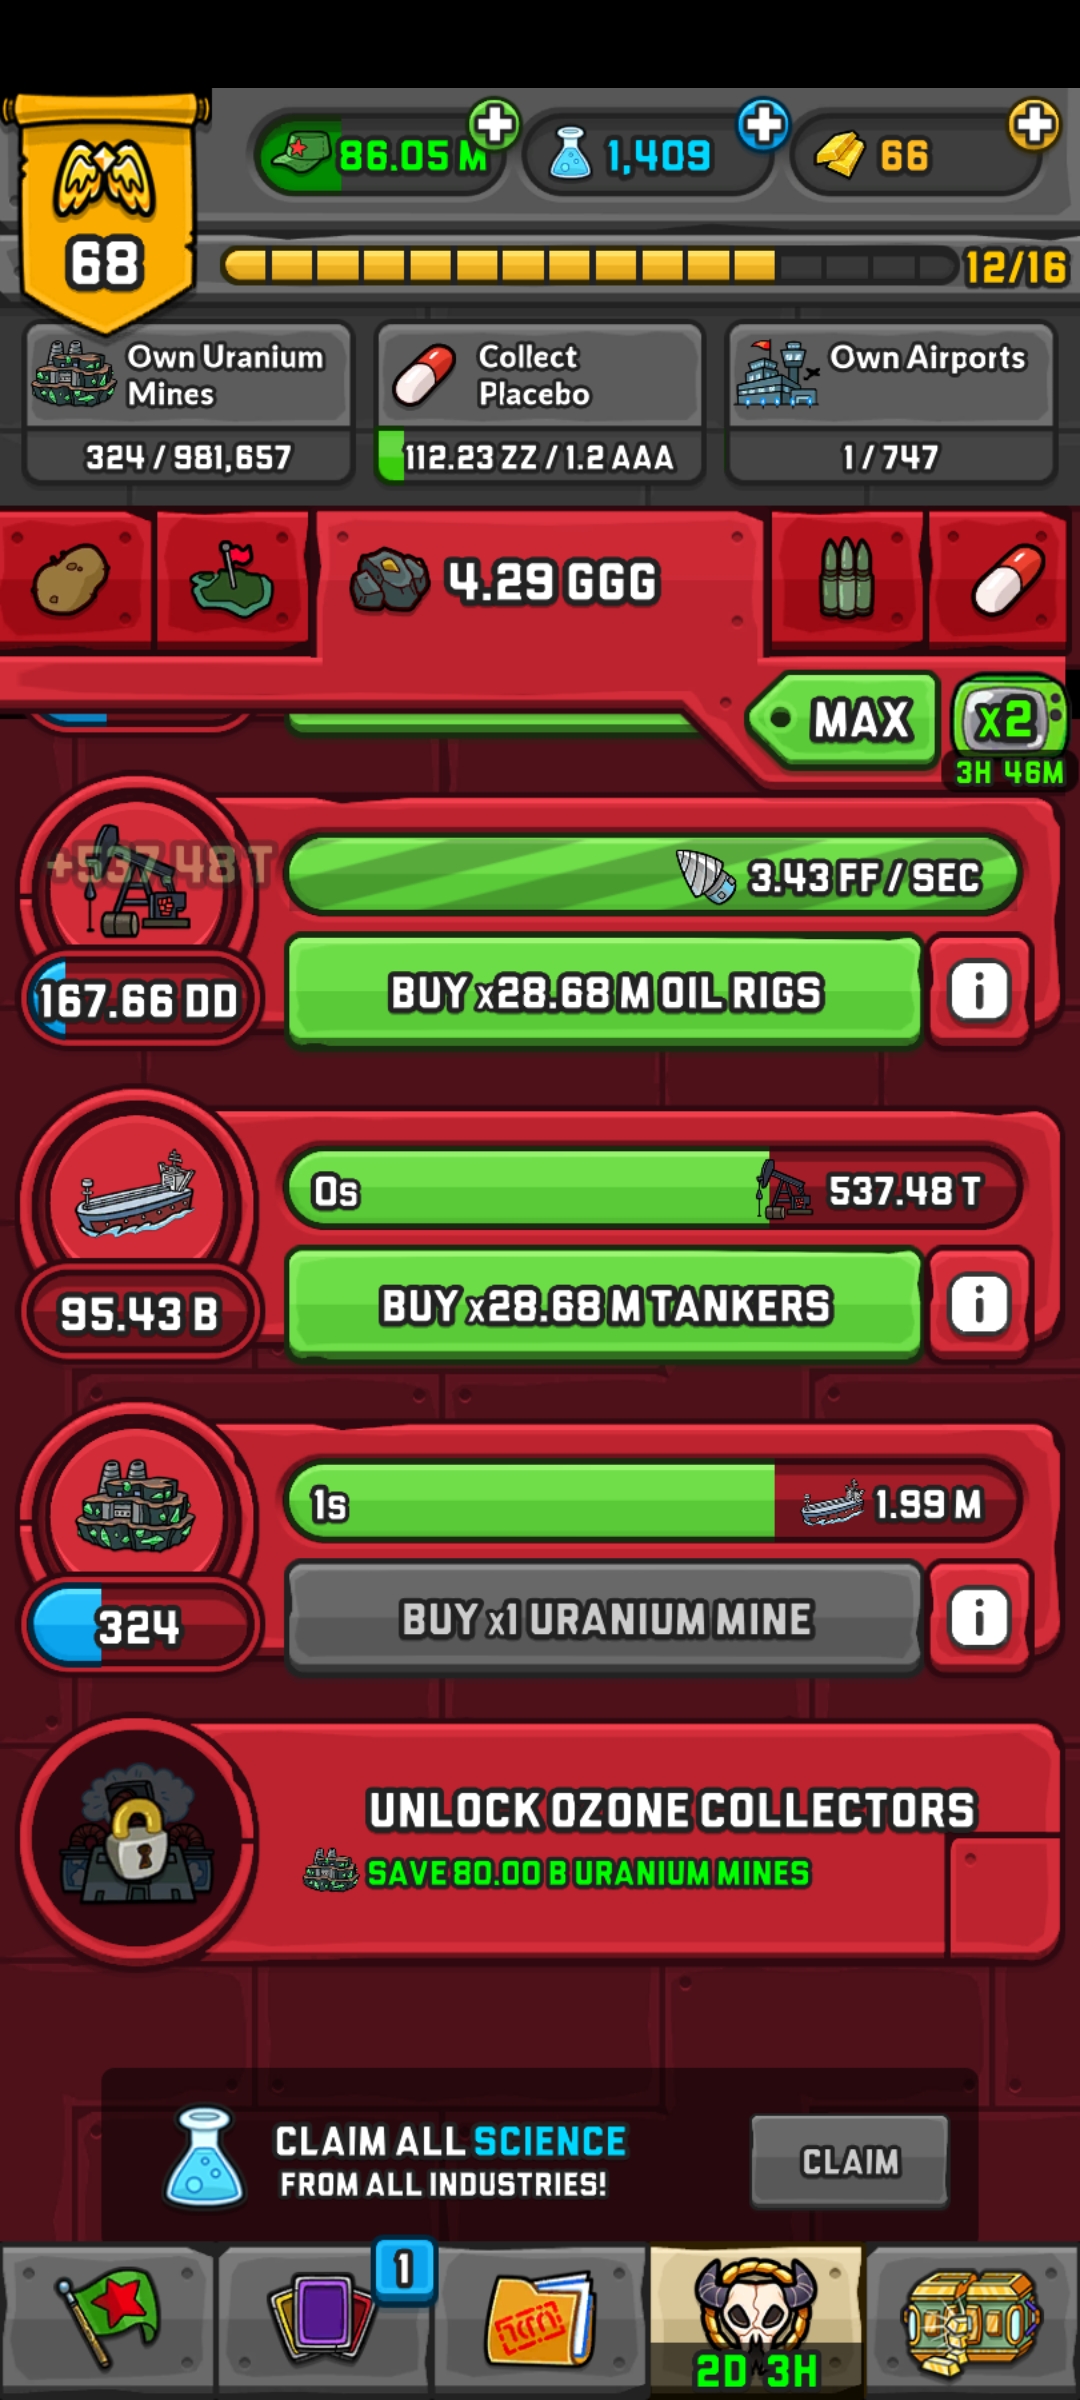 86.05 M
1,409
66
68
12/16
Own Uranium
Mines
324 / 981,657
Collect
Placebo
112.23 ZZ / 1.2 AAA
Own Airports
1 / 747
4.29 GGG
MAX
x2
3H 46M
+537.48 T
3.43 FF / SEC
167.66 DD
BUY x28.68 M OIL RIGS
i
0s
537.48 T
95.43 B
BUY x28.68 M TANKERS
i
1s
1.99 M
324
BUY x1 URANIUM MINE
i
UNLOCK OZONE COLLECTORS
SAVE 80.00 B URANIUM MINES
CLAIM ALL SCIENCE
FROM ALL INDUSTRIES!
CLAIM
1
2D 3H